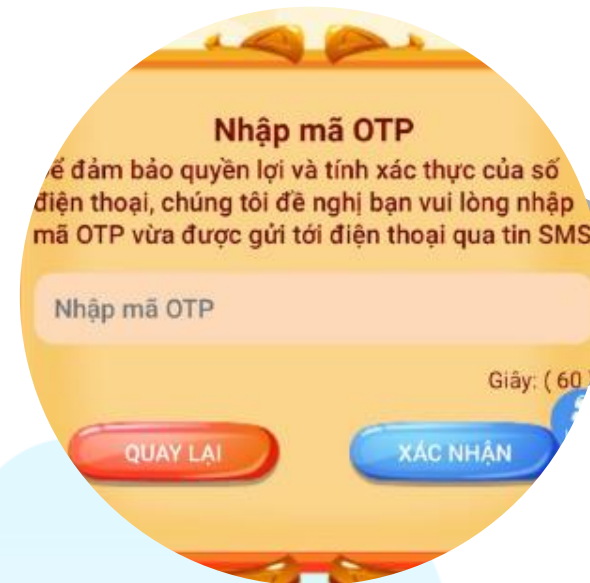 Nhập mã OTP
ể đảm bảo quyền lợi và tính xác thực của số
điện thoại, chúng tôi đề nghị bạn vui lòng nhập
mã OTP vừa được gửi tới điện thoại qua tin SMS
Nhập mã OTP
Giây: ( 60
QUAY LẠI
XÁC NHẬN